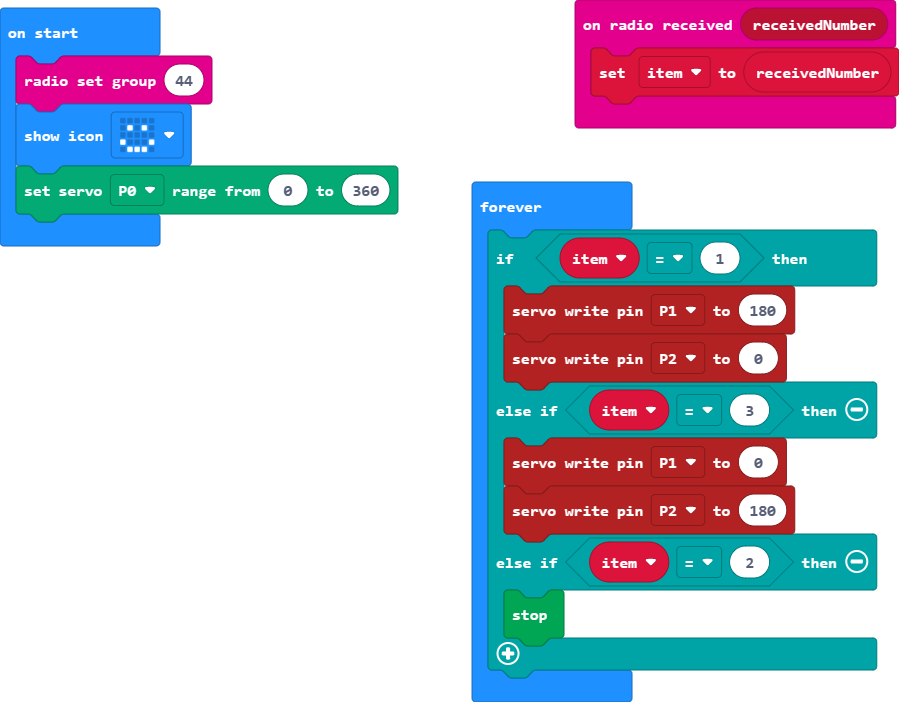 on start
radio set group 44
show icon
set servo P0 range from 0 to 360
on radio received receivedNumber
set item to receivedNumber
forever
if item = 1 then
servo write pin P1 to 180
servo write pin P2 to 0
else if item = 3 then
servo write pin P1 to 0
servo write pin P2 to 180
else if item = 2 then
stop